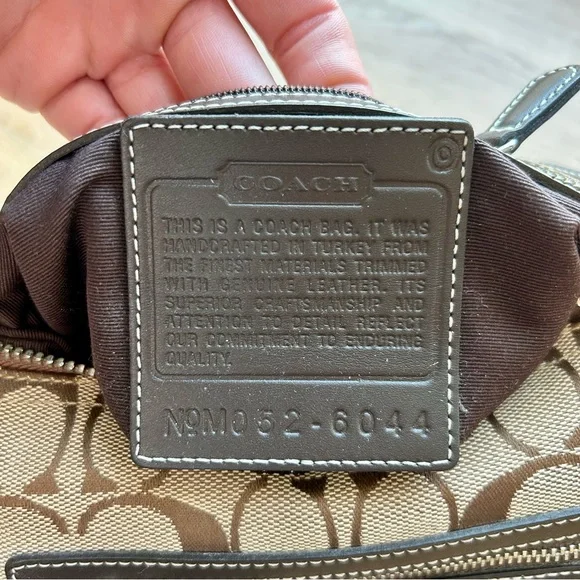 ©
COACH
THIS IS A COACH BAG. IT WAS
HANDCRAFTED IN TURKEY FROM
THE FINEST MATERIALS TRIMMED
WITH GENUINE LEATHER. ITS
SUPERIOR CRAFTSMANSHIP AND
ATTENTION TO DETAIL REFLECT
OUR COMMITMENT TO ENDURING
QUALITY.
NºM052-6044